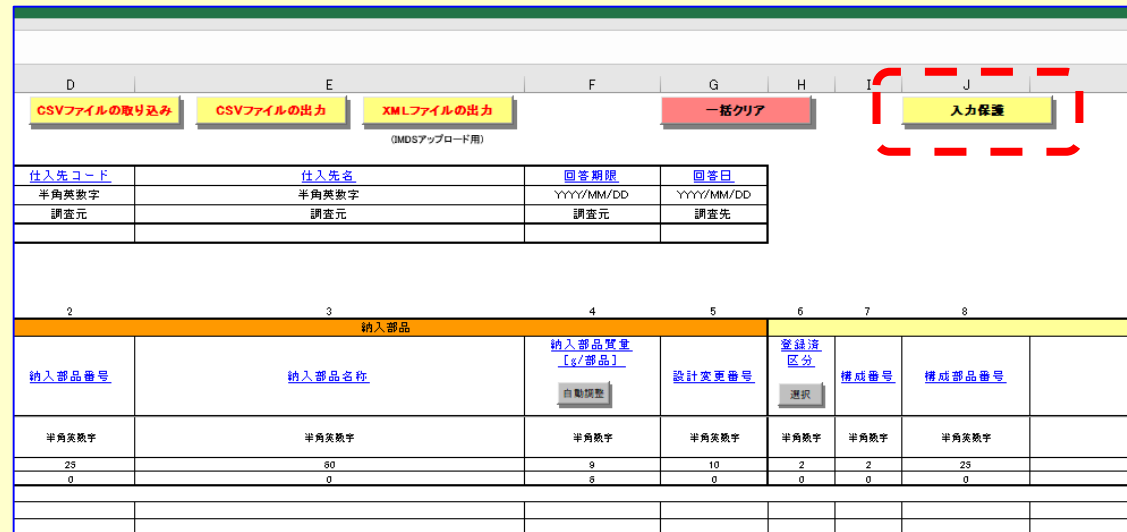 D E F G H I J
CSVファイルの取り込み CSVファイルの出力 XMLファイルの出力 一括クリア 入力保護
(IMDSアップロード用)
仕入先コード 仕入先名 回答期限 回答日
半角英数字 半角英数字 YYYY/MM/DD YYYY/MM/DD
調査元 調査元 調査元 調査先
2 3 4 5 6 7 8
納入部品
納入部品質量 登録済
[g/部品] 区分
納入部品番号 納入部品名称 設計変更番号 構成番号 構成部品番号
自動調整 選択
半角英数字 半角英数字 半角数字 半角英数字 半角数字 半角数字 半角英数字
25 80 9 10 2 2 25
0 0 6 0 0 0 0